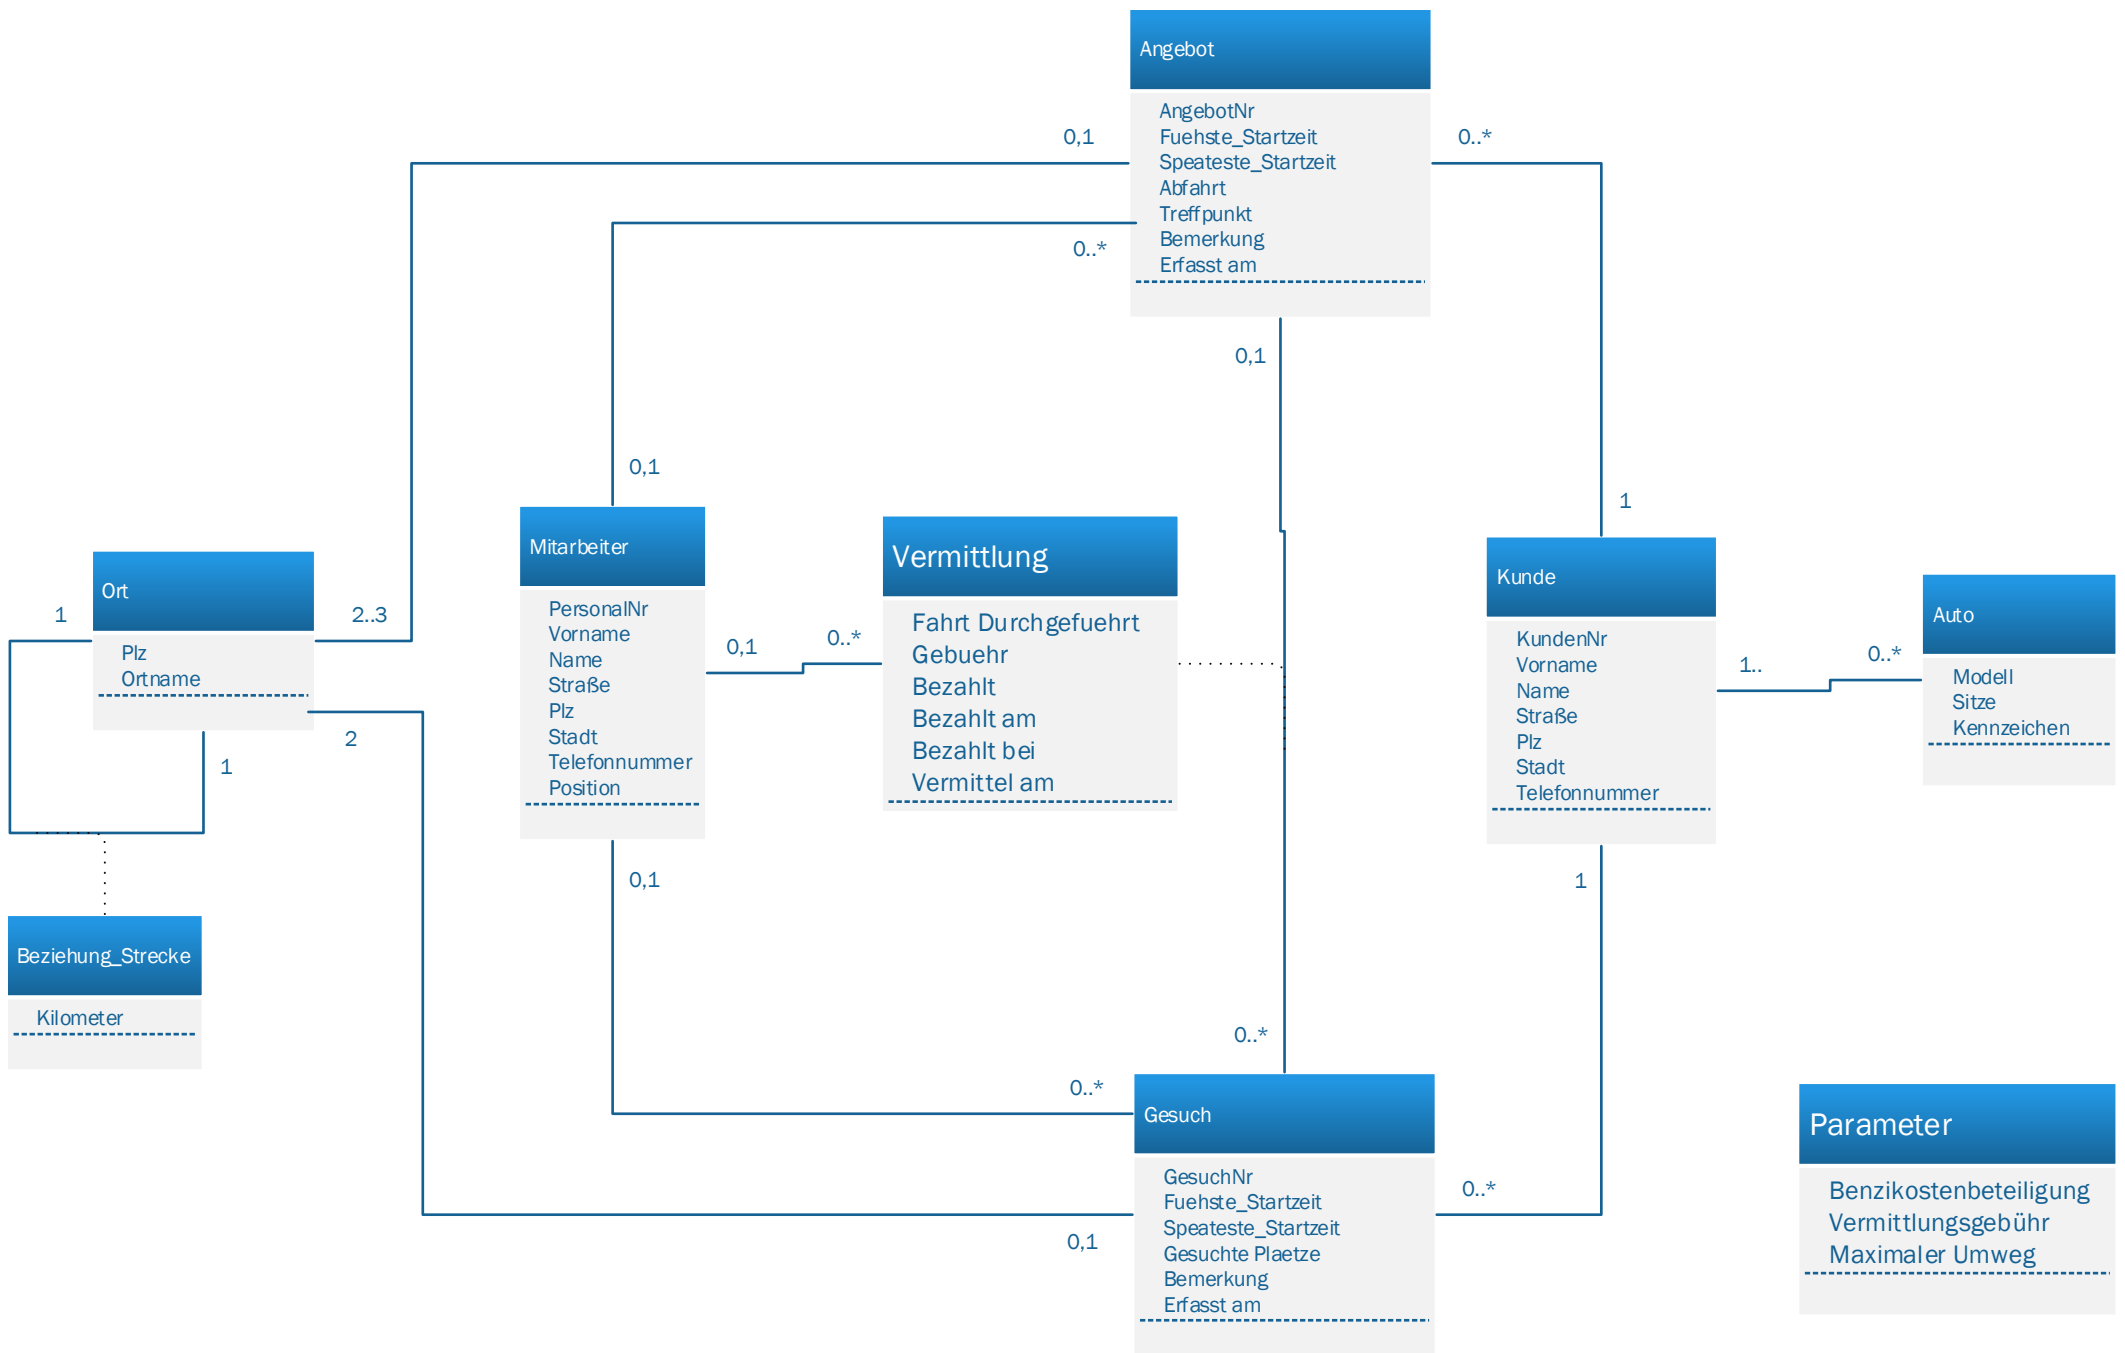 Angebot
AngebotNr
Fuehste_Startzeit
Speateste_Startzeit
Abfahrt
Treffpunkt
Bemerkung
Erfasst am
0,1
0..*
0..*
0,1
0,1
1
Mitarbeiter
PersonalNr
Vorname
Name
Straße
Plz
Stadt
Telefonnummer
Position
Vermittlung
Fahrt Durchgefuehrt
Gebuehr
Bezahlt
Bezahlt am
Bezahlt bei
Vermittel am
0,1
0..*
Kunde
KundenNr
Vorname
Name
Straße
Plz
Stadt
Telefonnummer
1..
0..*
Auto
Modell
Sitze
Kennzeichen
Ort
Plz
Ortname
1
2..3
2
1
0,1
1
Beziehung_Strecke
Kilometer
0..*
0..*
0,1
0..*
Gesuch
GesuchNr
Fuehste_Startzeit
Speateste_Startzeit
Gesuchte Plaetze
Bemerkung
Erfasst am
Parameter
Benzikostenbeteiligung
Vermittlungsgebühr
Maximaler Umweg